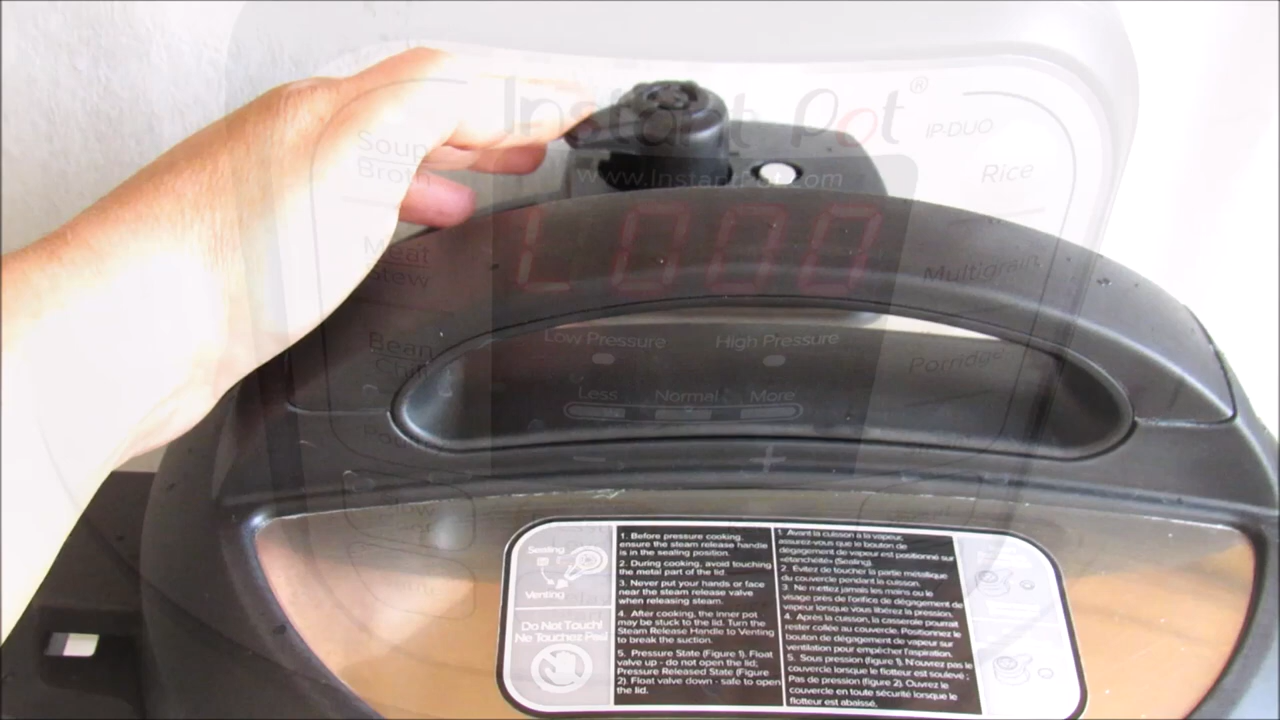 Instant Pot®
IP-DUO
Soup
Broth
www.InstantPot.com
Rice
L000
Meat
Stew
Multigrain
Low Pressure
High Pressure
Bean
Porridge
Less
Normal
More
+
Sealing
Venting
Do Not Touch!
Ne Touchez Pas!
1. Before pressure cooking,
ensure the steam release handle
is in the sealing position.
2. During cooking, avoid touching
the metal part of the lid.
3. Never put your hands or face
near the steam release valve
when releasing steam.
4. After cooking, the inner pot
may be stuck to the lid. Turn the
Steam Release Handle to Venting
to break the suction.
5. Pressure State (Figure 1). Float
valve up - do not open the lid;
Pressure Released State (Figure
2). Float valve down - safe to open
the lid.
1. Avant la cuisson à la vapeur,
assurez-vous que le bouton de
dégagement de vapeur est positionné sur
«étanchéité» (Sealing).
2. Évitez de toucher la partie métallique
du couvercle pendant la cuisson.
3. Ne mettez jamais les mains ou le
visage près de l'orifice de dégagement de
vapeur lorsque vous libérez la pression.
4. Après la cuisson, la casserole pourrait
rester collée au couvercle. Positionnez le
bouton de dégagement de vapeur sur
ventilation pour empêcher l'aspiration.
5. Sous pression (figure 1). N'ouvrez pas le
couvercle lorsque le flotteur est soulevé ;
Pas de pression (figure 2). Ouvrez le
couvercle en toute sécurité lorsque le
flotteur est abaissé.